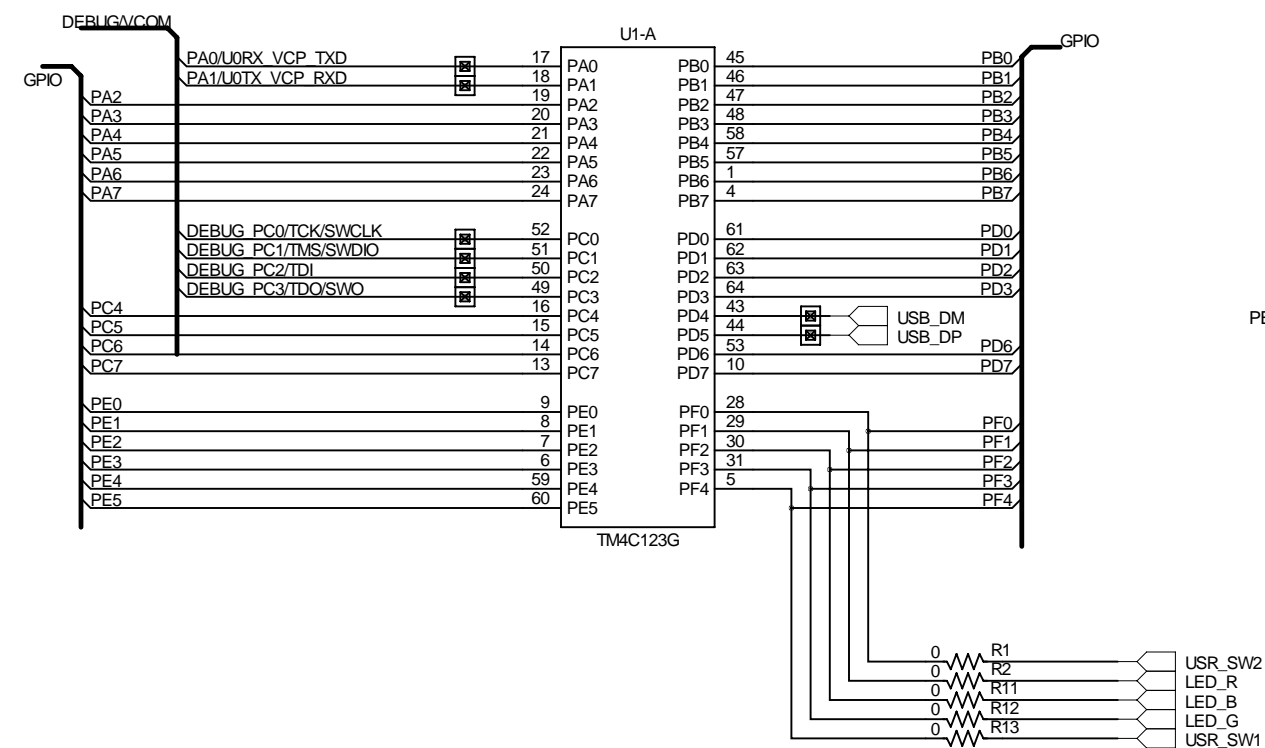 DEBUG/VCOM
GPIO
U1-A
GPIO
PA0/U0RX VCP_TXD 17 PA0 PB0 45 PB0
PA1/U0TX VCP_RXD 18 PA1 PB1 46 PB1
PA2 19 PA2 PB2 47 PB2
PA3 20 PA3 PB3 48 PB3
PA4 21 PA4 PB4 58 PB4
PA5 22 PA5 PB5 57 PB5
PA6 23 PA6 PB6 1 PB6
PA7 24 PA7 PB7 4 PB7
DEBUG_PC0/TCK/SWCLK 52 PC0 PD0 61 PD0
DEBUG_PC1/TMS/SWDIO 51 PC1 PD1 62 PD1
DEBUG_PC2/TDI 50 PC2 PD2 63 PD2
DEBUG_PC3/TDO/SWO 49 PC3 PD3 64 PD3
PC4 16 PC4 PD4 43 USB_DM
PC5 15 PC5 PD5 44 USB_DP
PC6 14 PC6 PD6 53 PD6
PC7 13 PC7 PD7 10 PD7
PE0 9 PE0 PF0 28 PF0
PE1 8 PE1 PF1 29 PF1
PE2 7 PE2 PF2 30 PF2
PE3 6 PE3 PF3 31 PF3
PE4 59 PE4 PF4 5 PF4
PE5 60 PE5
TM4C123G
0 R1 USR_SW2
0 R2 LED_R
0 R11 LED_B
0 R12 LED_G
0 R13 USR_SW1